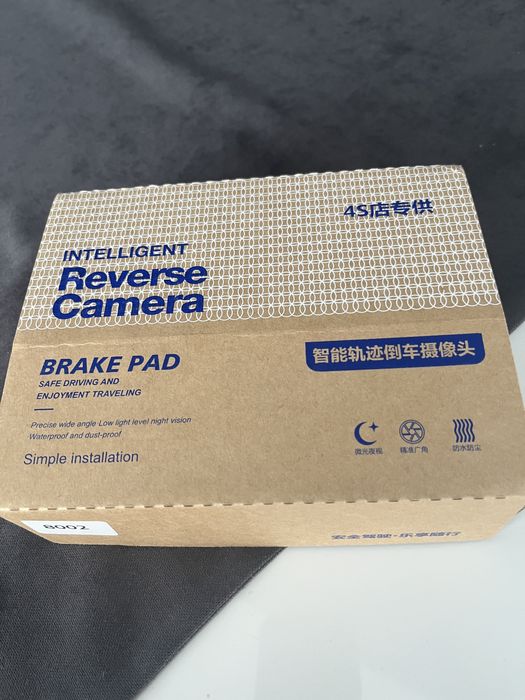 4S店专供
INTELLIGENT
Reverse
Camera
智能轨迹倒车摄像头
BRAKE PAD
SAFE DRIVING AND
ENJOYMENT TRAVELING
·Precise wide angle·Low light level night vision
·Waterproof and dust-proof
Simple installation
微光夜视 精准广角 防水防尘
8002
安全驾驶·乐享随行